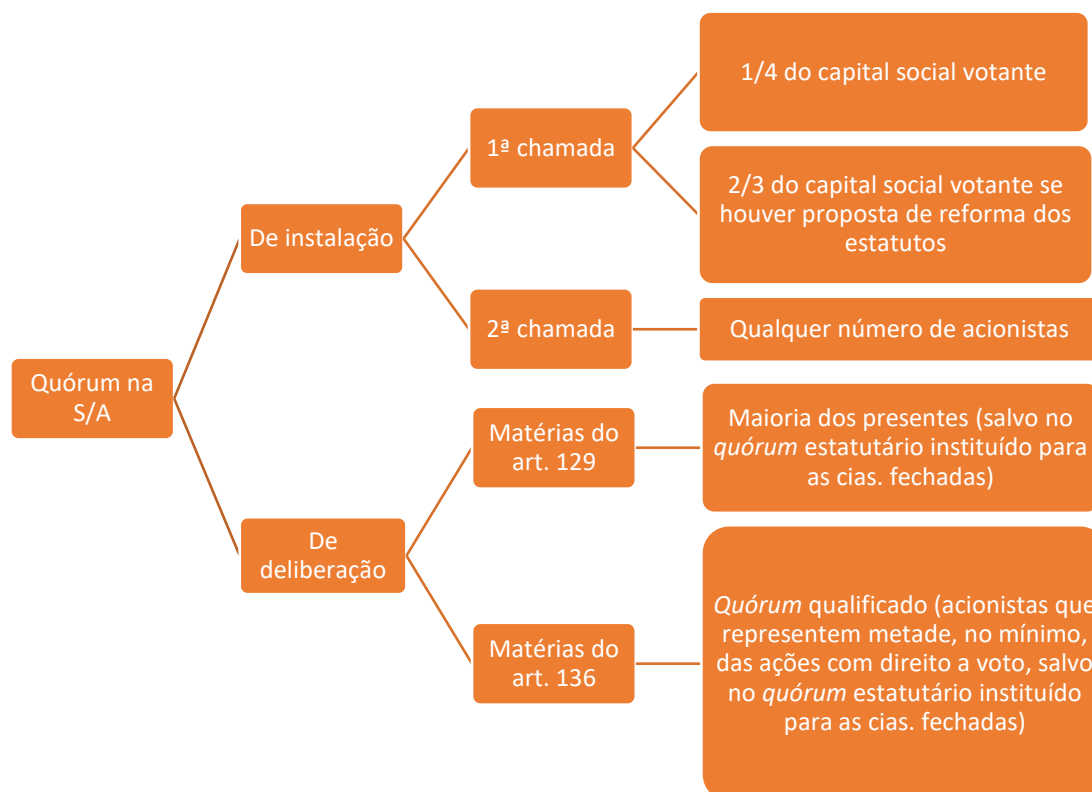 Quórum na
S/A
De instalação
1ª chamada
1/4 do capital social votante
2/3 do capital social votante se
houver proposta de reforma dos
estatutos
2ª chamada
Qualquer número de acionistas
De
deliberação
Matérias do
art. 129
Maioria dos presentes (salvo no
quórum estatutário instituído para
as cias. fechadas)
Matérias do
art. 136
Quórum qualificado (acionistas que
representem metade, no mínimo,
das ações com direito a voto, salvo
no quórum estatutário instituído
para as cias. fechadas)